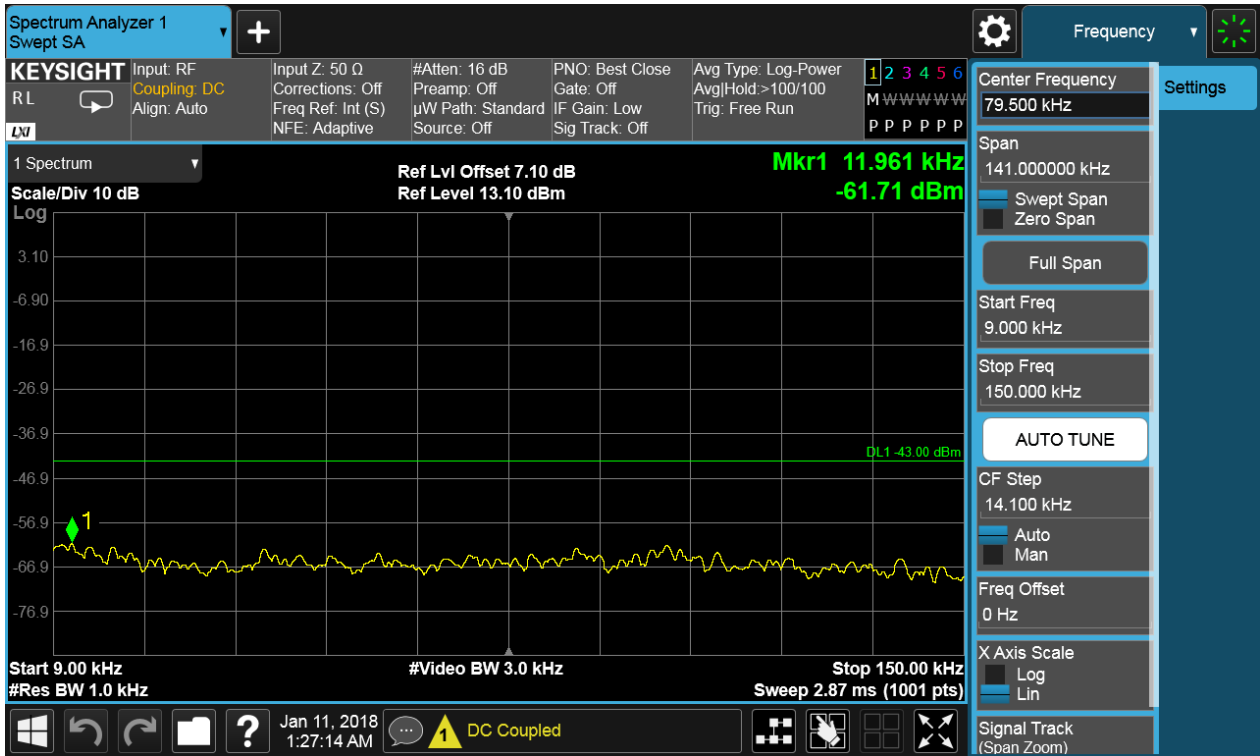 Spectrum Analyzer 1
Swept SA
+
Frequency
KEYSIGHT
RL
LXI
Input: RF
Coupling: DC
Align: Auto
Input Z: 50 Ω
Corrections: Off
Freq Ref: Int (S)
NFE: Adaptive
#Atten: 16 dB
Preamp: Off
µW Path: Standard
Source: Off
PNO: Best Close
Gate: Off
IF Gain: Low
Sig Track: Off
Avg Type: Log-Power
Avg|Hold:>100/100
Trig: Free Run
1 2 3 4 5 6
M W W W W W
P P P P P P
1 Spectrum
Scale/Div 10 dB
Log
Ref Lvl Offset 7.10 dB
Ref Level 13.10 dBm
Mkr1 11.961 kHz
-61.71 dBm
3.10
-6.90
-16.9
-26.9
-36.9
DL1 -43.00 dBm
-46.9
-56.9
1
-66.9
-76.9
Start 9.00 kHz
#Res BW 1.0 kHz
#Video BW 3.0 kHz
Stop 150.00 kHz
Sweep 2.87 ms (1001 pts)
Center Frequency
79.500 kHz
Span
141.000000 kHz
Swept Span
Zero Span
Full Span
Start Freq
9.000 kHz
Stop Freq
150.000 kHz
AUTO TUNE
CF Step
14.100 kHz
Auto
Man
Freq Offset
0 Hz
X Axis Scale
Log
Lin
Signal Track
(Span Zoom)
Settings
?
Jan 11, 2018
1:27:14 AM
1
DC Coupled